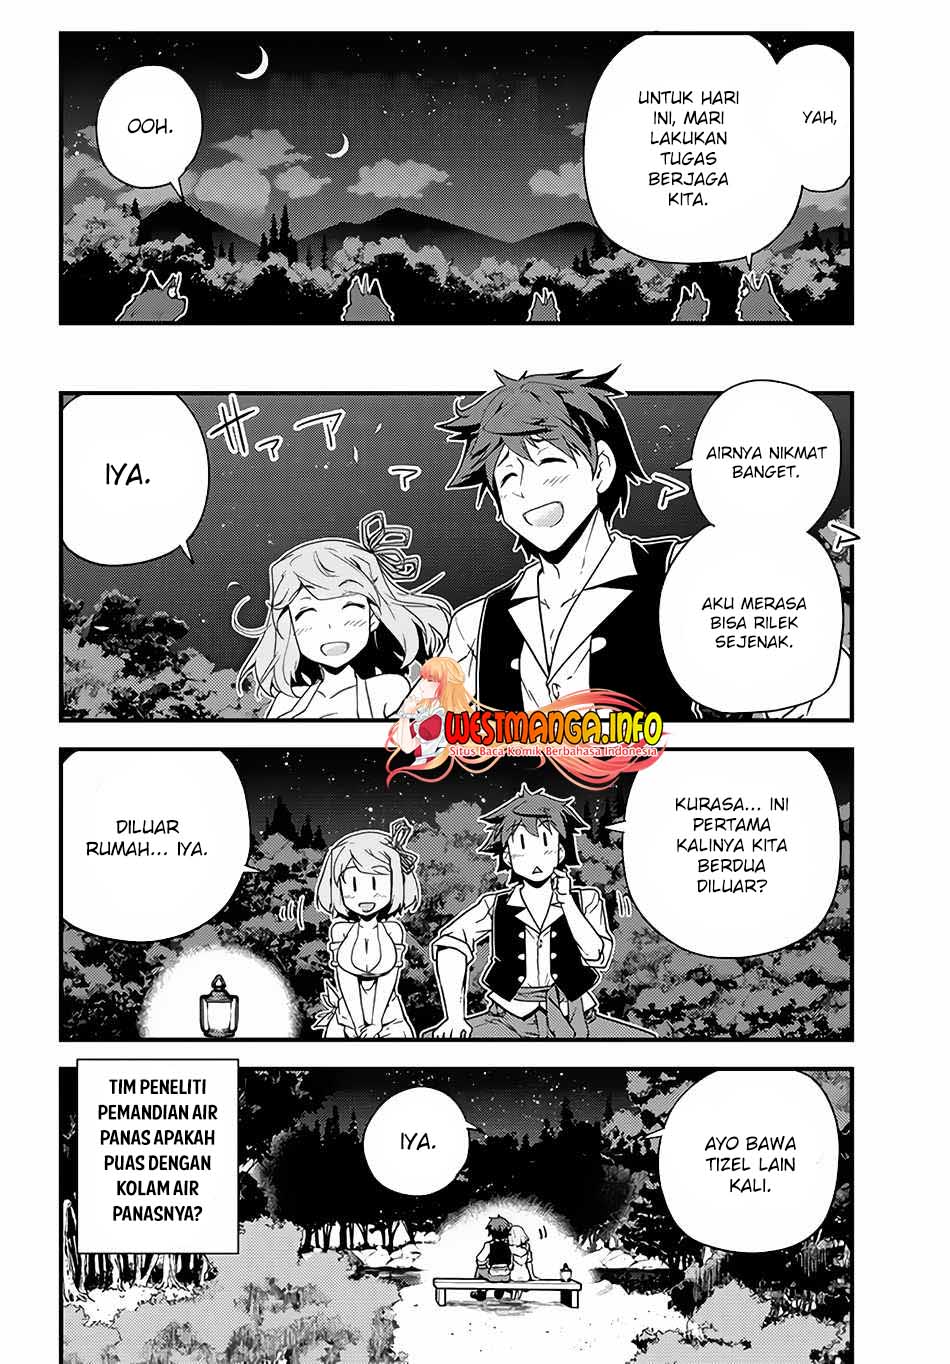 YAH,
UNTUK HARI
INI, MARI
LAKUKAN
TUGAS
BERJAGA
KITA.
OOH.
AIRNYA NIKMAT
BANGET.
AKU MERASA
BISA RILEK
SEJENAK.
ァァ
IYA.
WESTMANGA.INFO
Situs Baca Komik Berbahasa Indonesia
KURASA... INI
PERTAMA
KALINYA KITA
BERDUA
DILUAR?
DILUAR
RUMAH... IYA.
AYO BAWA
TIZEL LAIN
KALI.
IYA.
TIM PENELITI
PEMANDIAN AIR
PANAS APAKAH
PUAS DENGAN
KOLAM AIR
PANASNYA?